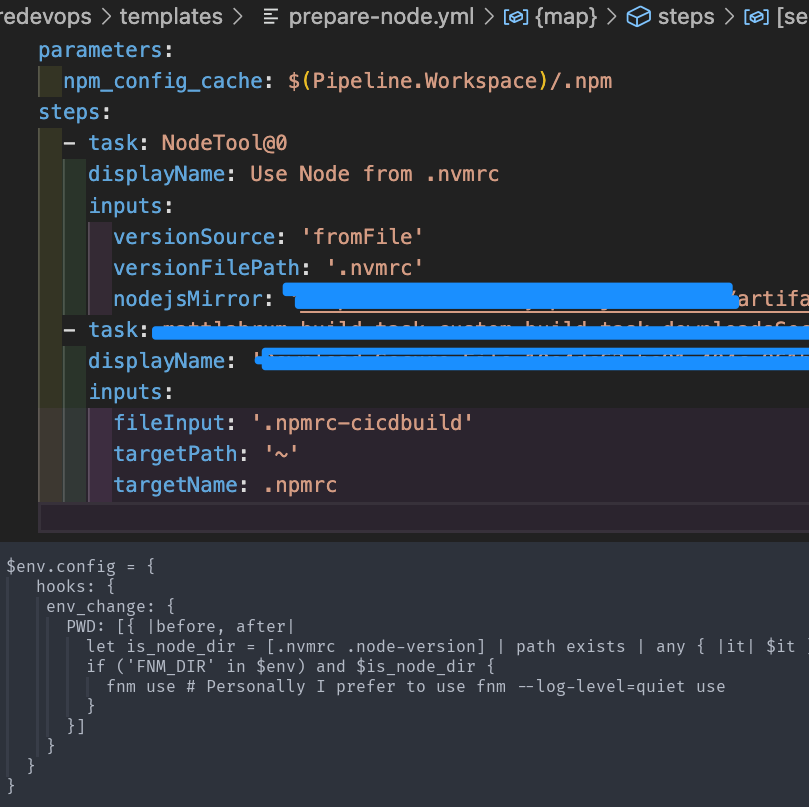 redevops > templates > prepare-node.yml > {map} > steps > [se
parameters:
npm_config_cache: $(Pipeline.Workspace)/.npm
steps:
- task: NodeTool@0
displayName: Use Node from .nvmrc
inputs:
versionSource: 'fromFile'
versionFilePath: '.nvmrc'
nodejsMirror: /artifa
- task:
displayName: '
inputs:
fileInput: '.npmrc-cicdbuild'
targetPath: '~'
targetName: .npmrc
$env.config = {
hooks: {
env_change: {
PWD: [{ |before, after|
let is_node_dir = [.nvmrc .node-version] | path exists | any { |it| $it
if ('FNM_DIR' in $env) and $is_node_dir {
fnm use # Personally I prefer to use fnm --log-level=quiet use
}
}]
}
}
}